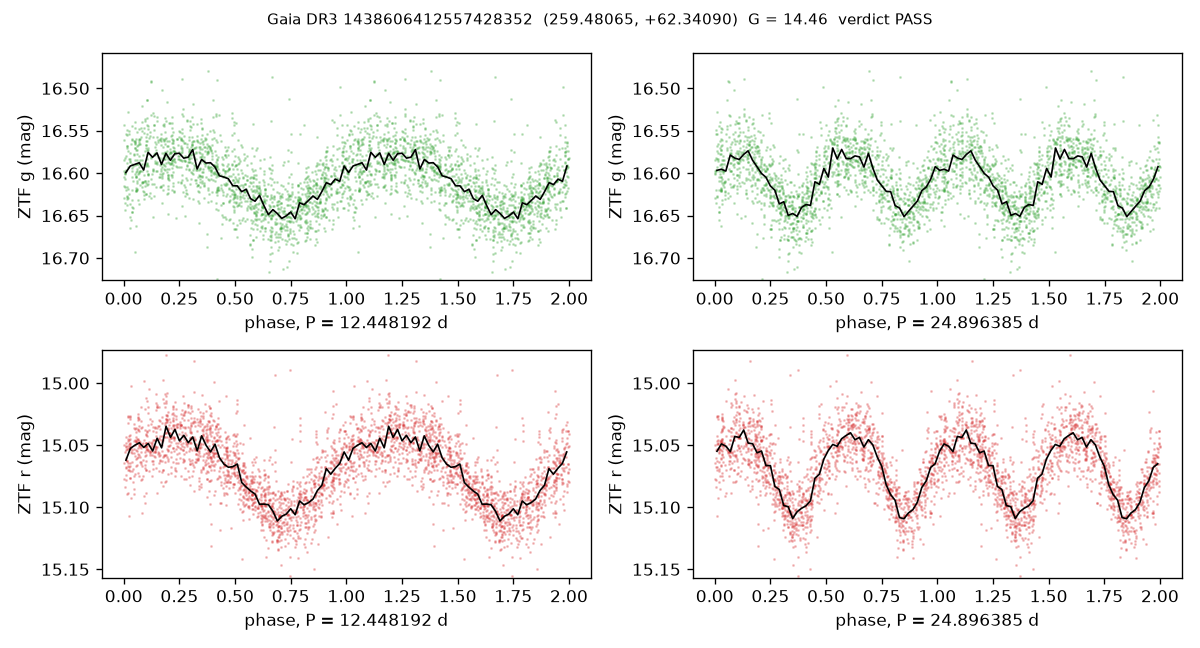 Gaia DR3 1438606412557428352  (259.48065, +62.34090)  G = 14.46  verdict PASS
ZTF g (mag)
16.50
16.55
16.60
16.65
16.70
0.00 0.25 0.50 0.75 1.00 1.25 1.50 1.75 2.00
phase, P = 12.448192 d
ZTF g (mag)
16.50
16.55
16.60
16.65
16.70
0.00 0.25 0.50 0.75 1.00 1.25 1.50 1.75 2.00
phase, P = 24.896385 d
ZTF r (mag)
15.00
15.05
15.10
15.15
0.00 0.25 0.50 0.75 1.00 1.25 1.50 1.75 2.00
phase, P = 12.448192 d
ZTF r (mag)
15.00
15.05
15.10
15.15
0.00 0.25 0.50 0.75 1.00 1.25 1.50 1.75 2.00
phase, P = 24.896385 d